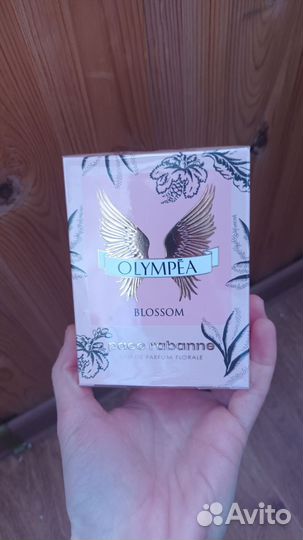 OLYMPÉA
BLOSSOM
paco rabanne
EAU DE PARFUM FLORALE
Avito